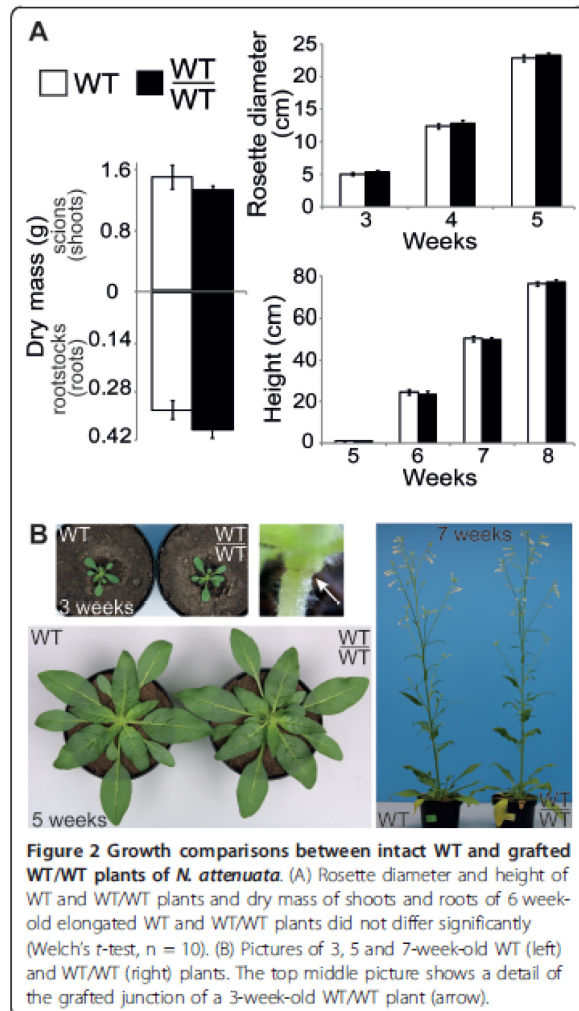 A
WT
WT
WT
Dry mass (g)
scions
(shoots)
rootstocks
(roots)
1.6
0.8
0
0.14
0.28
0.42
Rosette diameter
(cm)
25
20
15
10
5
0
3 4 5
Weeks
Height (cm)
80
60
40
20
0
5 6 7 8
Weeks
B
WT
WT
WT
3 weeks
WT
WT
WT
5 weeks
7 weeks
WT
WT
WT
Figure 2 Growth comparisons between intact WT and grafted
WT/WT plants of N. attenuata. (A) Rosette diameter and height of
WT and WT/WT plants and dry mass of shoots and roots of 6 week-
old elongated WT and WT/WT plants did not differ significantly
(Welch's t-test, n = 10). (B) Pictures of 3, 5 and 7-week-old WT (left)
and WT/WT (right) plants. The top middle picture shows a detail of
the grafted junction of a 3-week-old WT/WT plant (arrow).